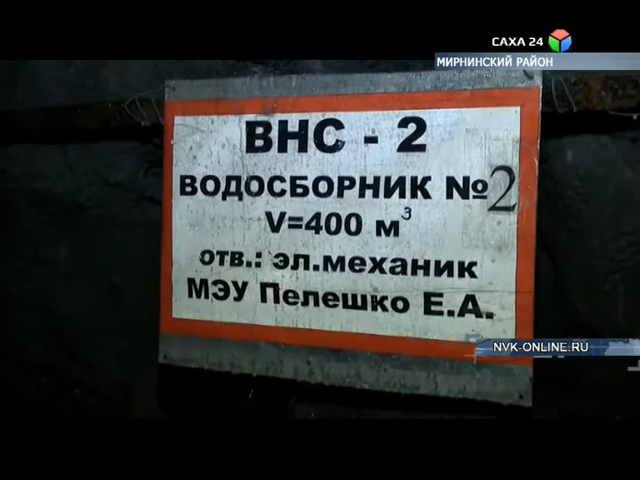 САХА 24
МИРНИНСКИЙ РАЙОН
ВНС - 2
ВОДОСБОРНИК №2
V=400 м³
отв.: эл.механик
МЭУ Пелешко Е.А.
NVK-ONLINE.RU